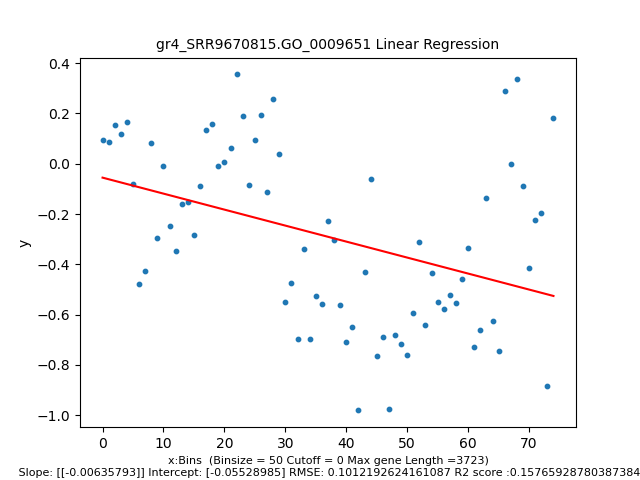 gr4_SRR9670815.GO_0009651 Linear Regression
0.4
0.2
0.0
−0.2
−0.4
−0.6
−0.8
−1.0
y
0 10 20 30 40 50 60 70
x:Bins (Binsize = 50 Cutoff = 0 Max gene Length =3723)
Slope: [[-0.00635793]] Intercept: [-0.05528985] RMSE: 0.1012192624161087 R2 score :0.15765928780387384